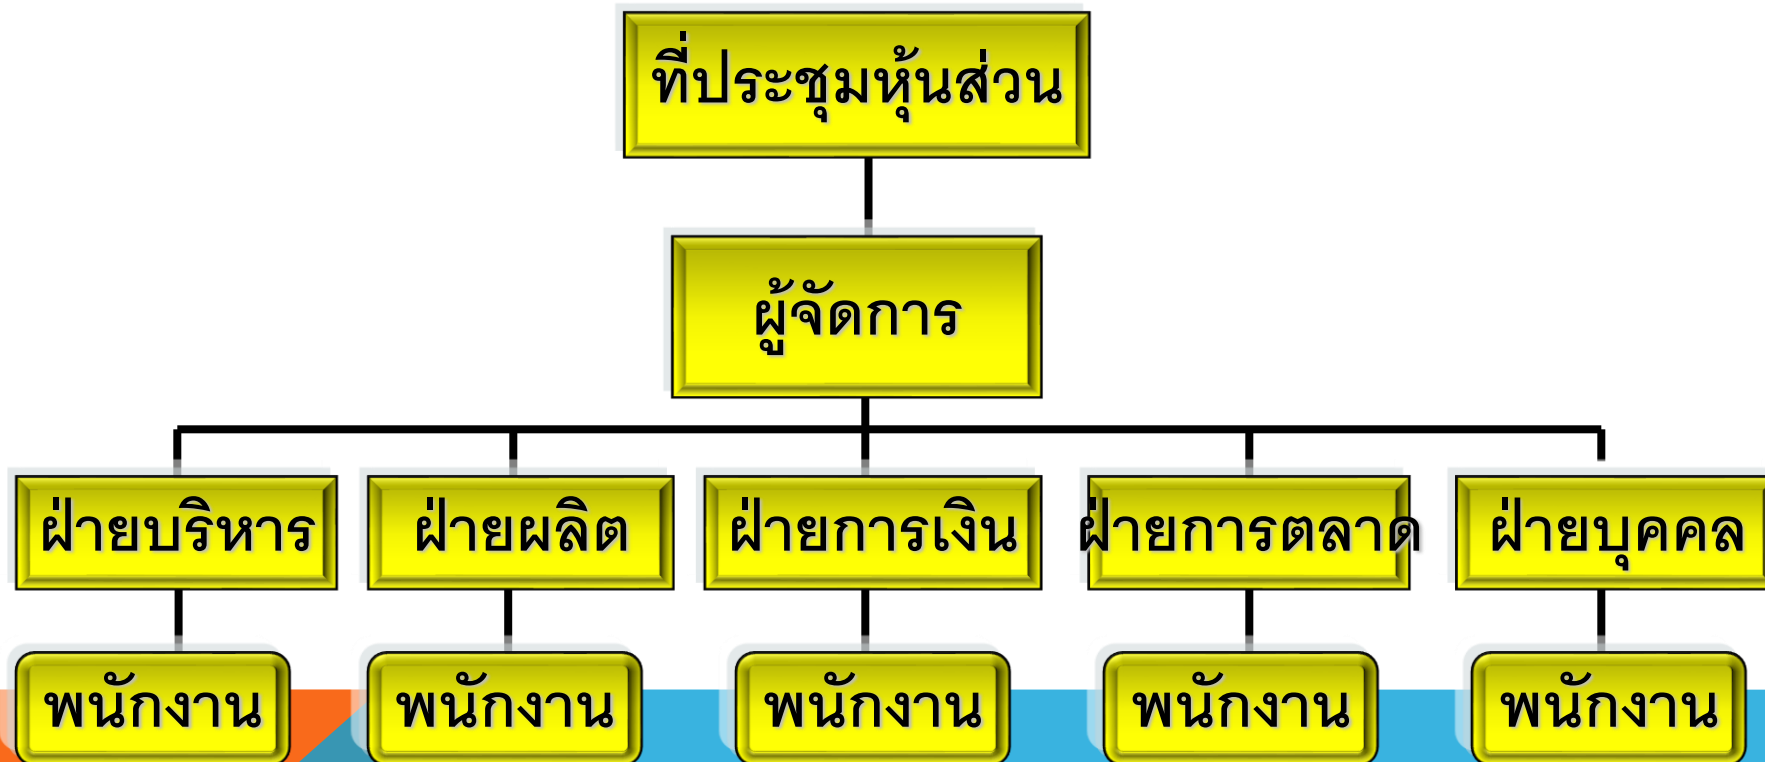 ที่ประชุมหุ้นส่วน
ผู้จัดการ
ฝ่ายบริหาร
ฝ่ายผลิต
ฝ่ายการเงิน
ฝ่ายการตลาด
ฝ่ายบุคคล
พนักงาน
พนักงาน
พนักงาน
พนักงาน
พนักงาน